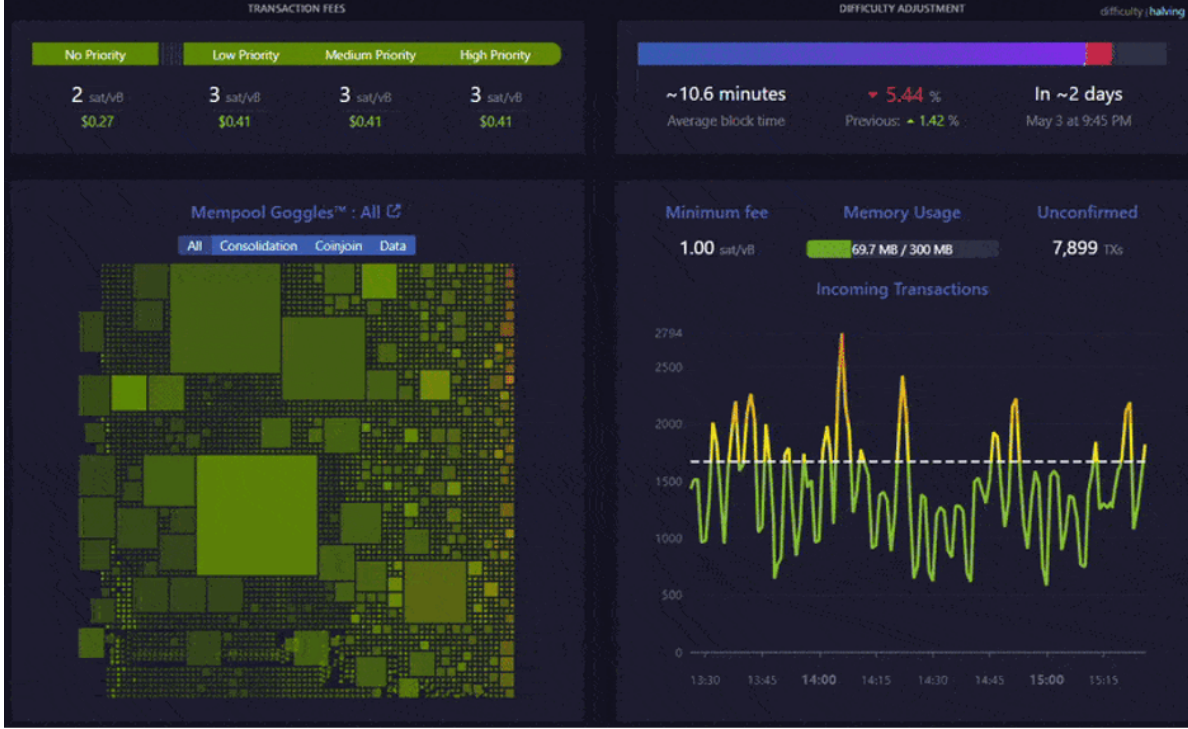 TRANSACTION FEES
No Priority Low Priority Medium Priority High Priority
2 sat/vB 3 sat/vB 3 sat/vB 3 sat/vB
$0.27 $0.41 $0.41 $0.41
DIFFICULTY ADJUSTMENT
difficulty | halving
~10.6 minutes ▼ 5.44 % In ~2 days
Average block time Previous: ▲ 1.42 % May 3 at 9:45 PM
Mempool Goggles™ : All
All Consolidation Coinjoin Data
Minimum fee Memory Usage Unconfirmed
1.00 sat/vB 69.7 MB / 300 MB 7,899 TXs
Incoming Transactions
2794
2500
2000
1500
1000
500
0
13:30 13:45 14:00 14:15 14:30 14:45 15:00 15:15